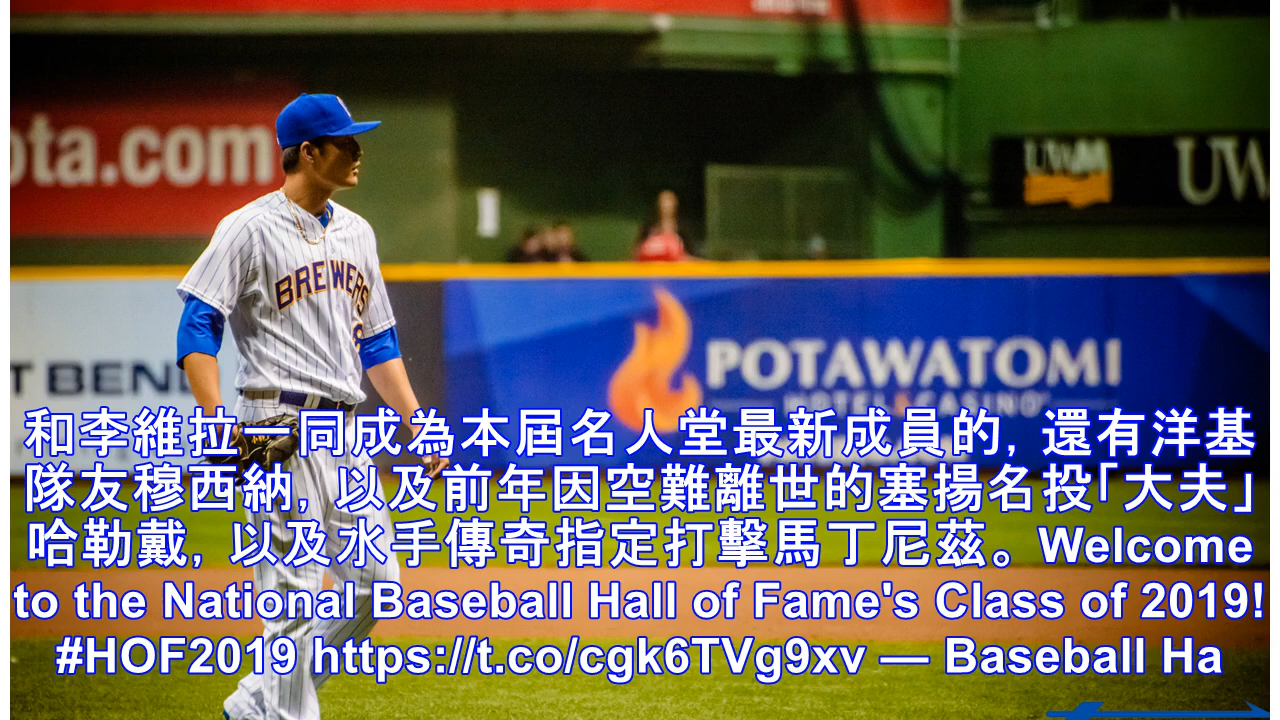 ota.com
UWM
UW
BREWERS
T BEND
POTAWATOMI
HOTEL & CASINO
和李維拉一同成為本屆名人堂最新成員的, 還有洋基
隊友穆西納, 以及前年因空難離世的塞揚名投「大夫」
哈勒戴, 以及水手傳奇指定打擊馬丁尼茲。Welcome
to the National Baseball Hall of Fame's Class of 2019!
#HOF2019 https://t.co/cgk6TVg9xv — Baseball Ha